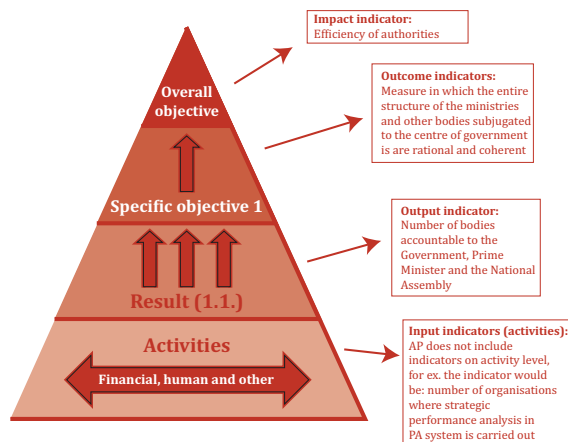 Impact indicator:
Efficiency of authorities
Overall
objective
Outcome indicators:
Measure in which the entire
structure of the ministries
and other bodies subjugated
to the centre of government
is are rational and coherent
Specific objective 1
Output indicator:
Number of bodies
accountable to the
Government, Prime
Minister and the National
Assembly
Result (1.1.)
Activities
Financial, human and other
Input indicators (activities):
AP does not include
indicators on activity level,
for ex. the indicator would
be: number of organisations
where strategic
performance analysis in
PA system is carried out